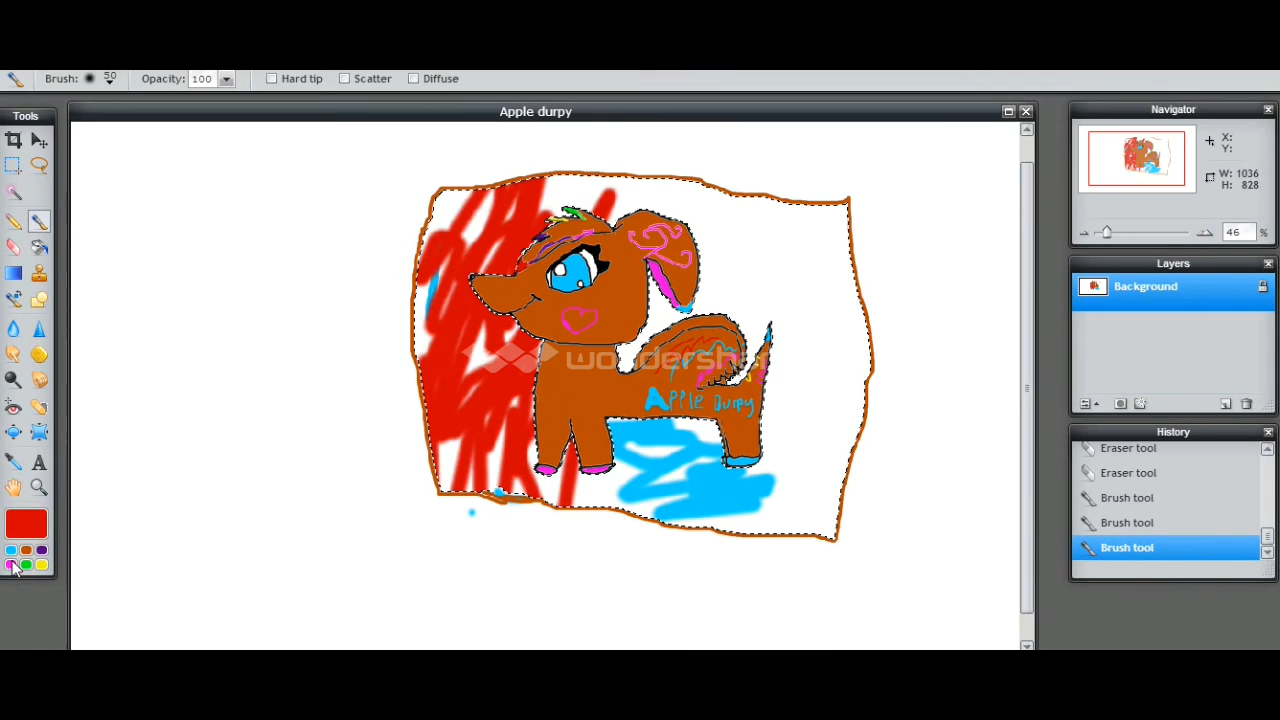 Brush: 50 Opacity: 100 Hard tip Scatter Diffuse
Tools
Apple durpy
Navigator
X:
Y:
W: 1036
H: 828
46 %
Layers
Background
History
Eraser tool
Eraser tool
Brush tool
Brush tool
Brush tool
wondersha
Apple Durpy
A